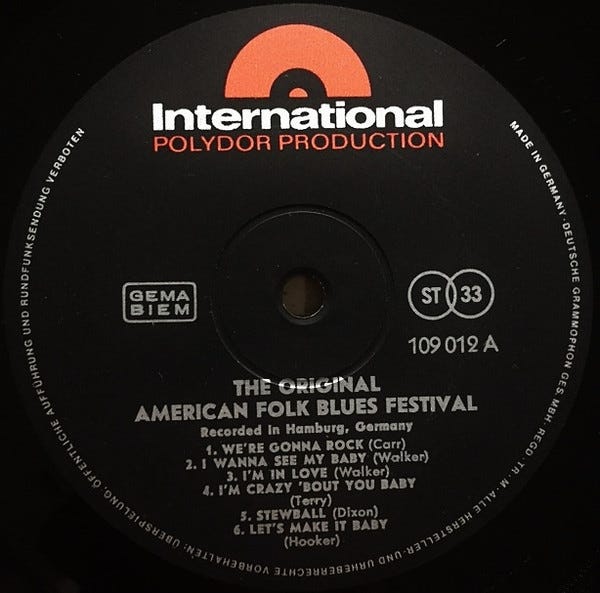 International
POLYDOR PRODUCTION
MADE IN GERMANY · DEUTSCHE GRAMMOPHON GES. MBH · REGD. TR. M. · ALLE HERSTELLER- UND URHEBERRECHTE VORBEHALTEN: ÜBERSPIELUNG, ÖFFENTLICHE AUFFÜHRUNG UND RUNDFUNKSENDUNG VERBOTEN
GEMA
BIEM
ST 33
109 012 A
THE ORIGINAL
AMERICAN FOLK BLUES FESTIVAL
Recorded in Hamburg, Germany
1. WE'RE GONNA ROCK (Carr)
2. I WANNA SEE MY BABY (Walker)
3. I'M IN LOVE (Walker)
4. I'M CRAZY 'BOUT YOU BABY
(Terry)
5. STEWBALL (Dixon)
6. LET'S MAKE IT BABY
(Hooker)